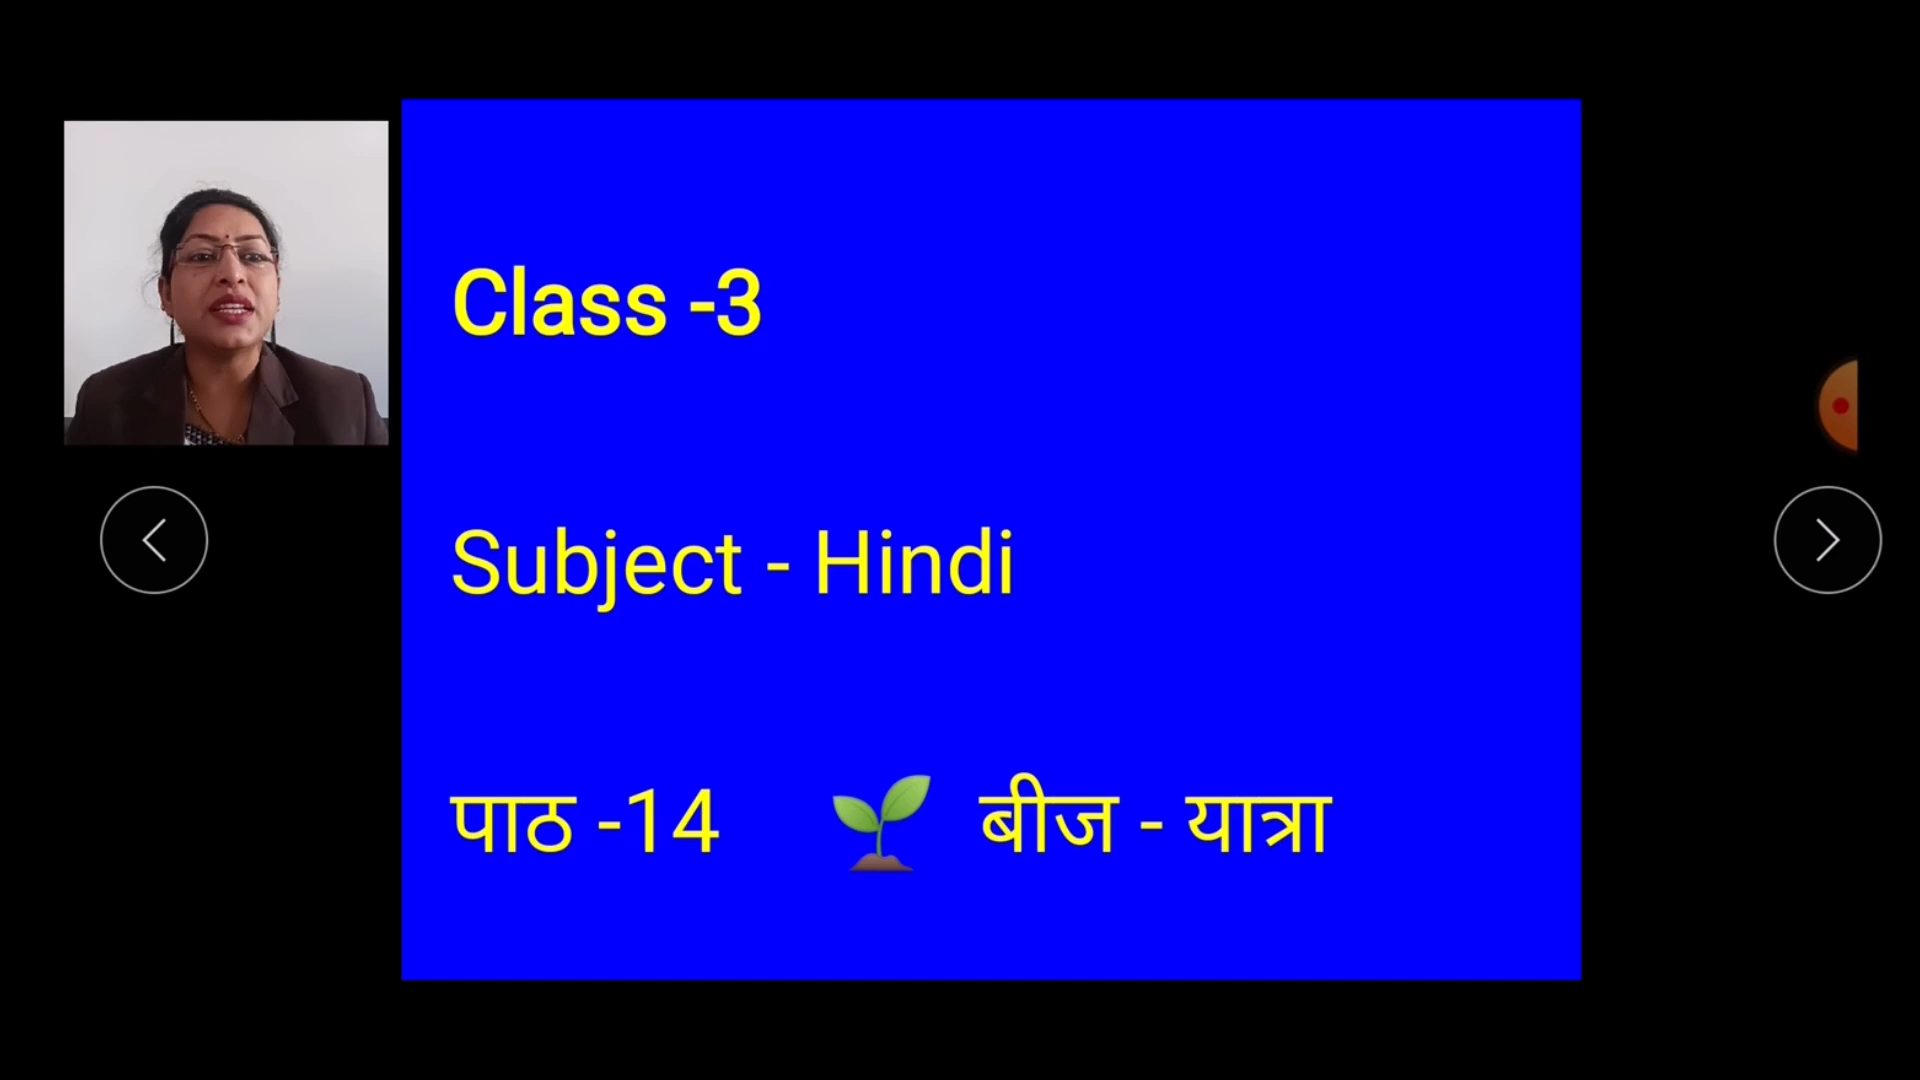 Class -3
Subject - Hindi
पाठ -14 🌱 बीज - यात्रा